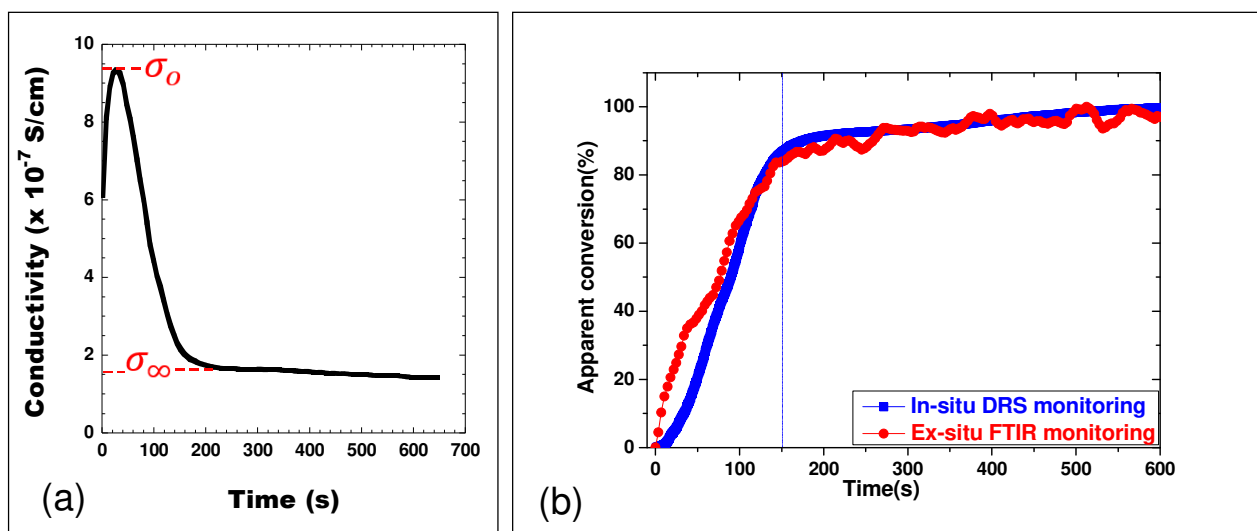 Conductivity (x 10⁻⁷ S/cm)
10
8
6
4
2
0
σₒ
σ∞
0 100 200 300 400 500 600 700
Time (s)
(a)
Apparent conversion(%)
100
80
60
40
20
0
In-situ DRS monitoring
Ex-situ FTIR monitoring
0 100 200 300 400 500 600
Time(s)
(b)